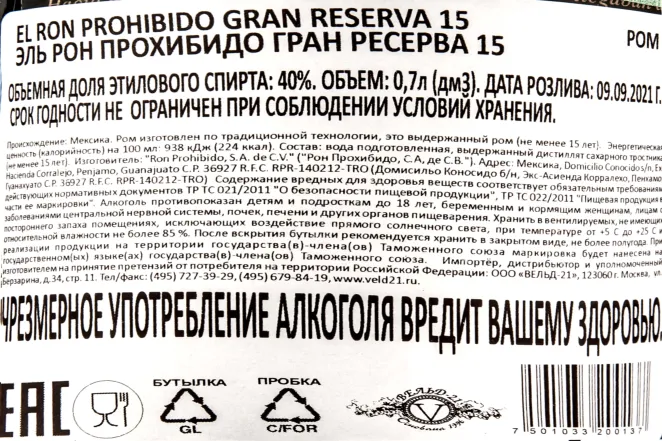 EL RON PROHIBIDO GRAN RESERVA 15
ЭЛЬ РОН ПРОХИБИДО ГРАН РЕСЕРВА 15
РОМ
ОБЪЕМНАЯ ДОЛЯ ЭТИЛОВОГО СПИРТА: 40%. ОБЪЕМ: 0,7л (дм3). ДАТА РОЗЛИВА: 09.09.2021 г.
СРОК ГОДНОСТИ НЕ ОГРАНИЧЕН ПРИ СОБЛЮДЕНИИ УСЛОВИЙ ХРАНЕНИЯ.
Происхождение: Мексика. Ром изготовлен по традиционной технологии, это выдержанный ром (не менее 15 лет). Энергетическая
ценность (калорийность) на 100 мл: 938 кДж (224 ккал). Состав: вода подготовленная, выдержанный дистиллят сахарного тростника
(не менее 15 лет). Изготовитель: "Ron Prohibido, S.A. de C.V." ("Рон Прохибидо, С.А, де С.В."). Адрес: Мексика, Domicilio Conocido s/n, Ex
Hacienda Corralejo, Penjamo, Guanajuato C.P. 36927 R.F.C. RPR-140212-TRO (Домисильо Коносидо б/н, Экс-Асиенда Корралехо, Пенхамо
Гуанахуато С.Р. 36927 R.F.C. RPR-140212-TRO) Содержание вредных для здоровья веществ соответствует обязательным требованиям
действующих нормативных документов ТР ТС 021/2011 "О безопасности пищевой продукции", ТР ТС 022/2011 "Пищевая продукция в
части ее маркировки". Алкоголь противопоказан детям и подросткам до 18 лет, беременным и кормящим женщинам, лицам с
заболеваниями центральной нервной системы, почек, печени и других органов пищеварения. Хранить в вентилируемых, не имеющих
постороннего запаха помещениях, исключающих воздействие прямого солнечного света, при температуре от +5 С до +25 С и
относительной влажности не более 85 %. После вскрытия бутылки рекомендуется хранить в закрытом виде, не более полугода. При
реализации продукции на территории государства(в)-члена(ов) Таможенного союза маркировка будет нанесена на
государственном(ых) языке(ах) государств(в)-члена(ов) Таможенного союза. Импортёр, дистрибьютор и уполномоченный
изготовителем на принятие претензий от потребителя на территории Российской Федерации: ООО «ВЕЛЬД-21», 123060 г. Москва, ул.
Берзарина, д.34, стр. 11. Тел/факс: (495) 727-39-29, (495) 679-84-19, www.veld21.ru
ЧРЕЗМЕРНОЕ УПОТРЕБЛЕНИЕ АЛКОГОЛЯ ВРЕДИТ ВАШЕМУ ЗДОРОВЬЮ.
EAC
БУТЫЛКА
GL
ПРОБКА
C/FOR
ВЕЛЬД 21
V
Основана 1996
7 501033 200137